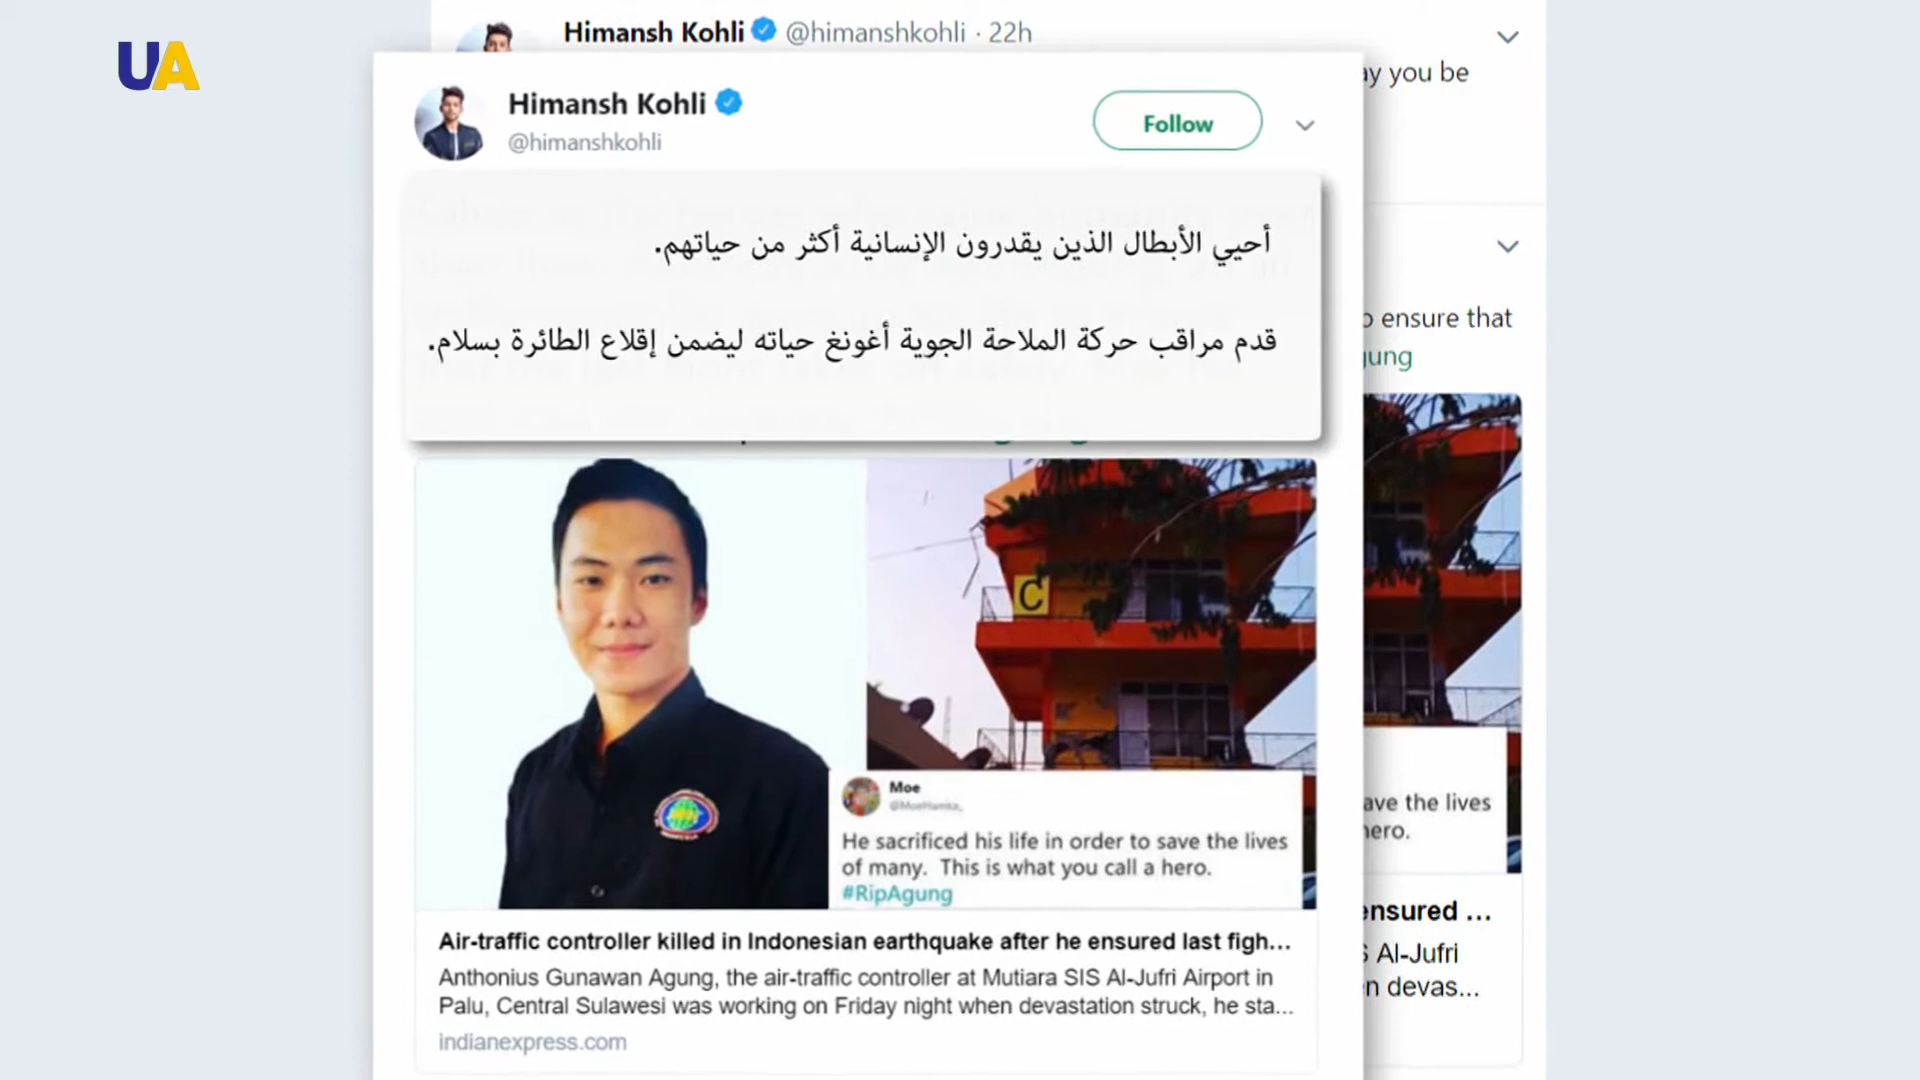 UA
Himansh Kohli @himanshkohli · 22h
ay you be
Himansh Kohli
@himanshkohli
Follow
أحيي الأبطال الذين يقدرون الإنسانية أكثر من حياتهم.
قدم مراقب حركة الملاحة الجوية أغونغ حياته ليضمن إقلاع الطائرة بسلام.
ensure that
C
Moe
He sacrificed his life in order to save the lives
of many. This is what you call a hero.
#RipAgung
Air-traffic controller killed in Indonesian earthquake after he ensured last figh...
Anthonius Gunawan Agung, the air-traffic controller at Mutiara SIS Al-Jufri Airport in
Palu, Central Sulawesi was working on Friday night when devastation struck, he sta...
indianexpress.com
ave the lives
ero.
ensured ...
Al-Jufri
n devas...